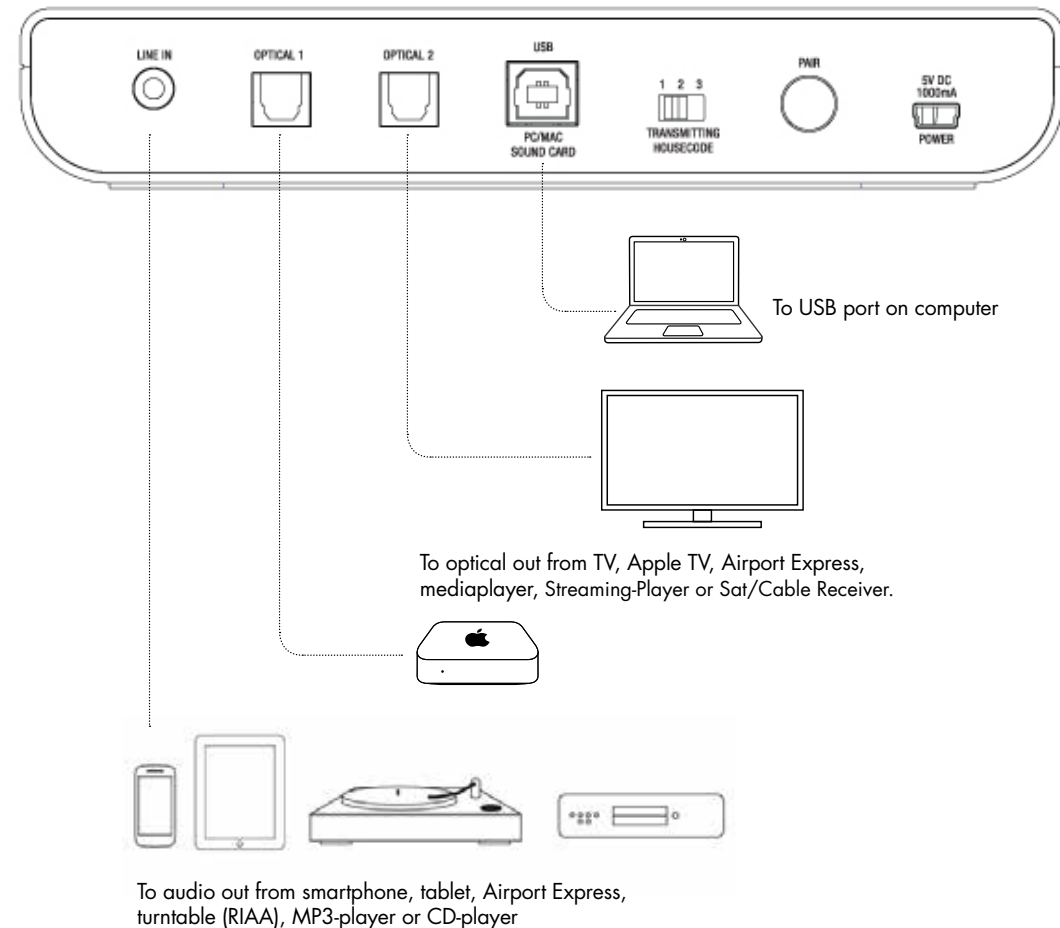 LINE IN
OPTICAL 1
OPTICAL 2
USB
PC/MAC
SOUND CARD
1 2 3
TRANSMITTING
HOUSECODE
PAIR
5V DC
1000mA
POWER
To USB port on computer
To optical out from TV, Apple TV, Airport Express,
mediaplayer, Streaming-Player or Sat/Cable Receiver.
To audio out from smartphone, tablet, Airport Express,
turntable (RIAA), MP3-player or CD-player